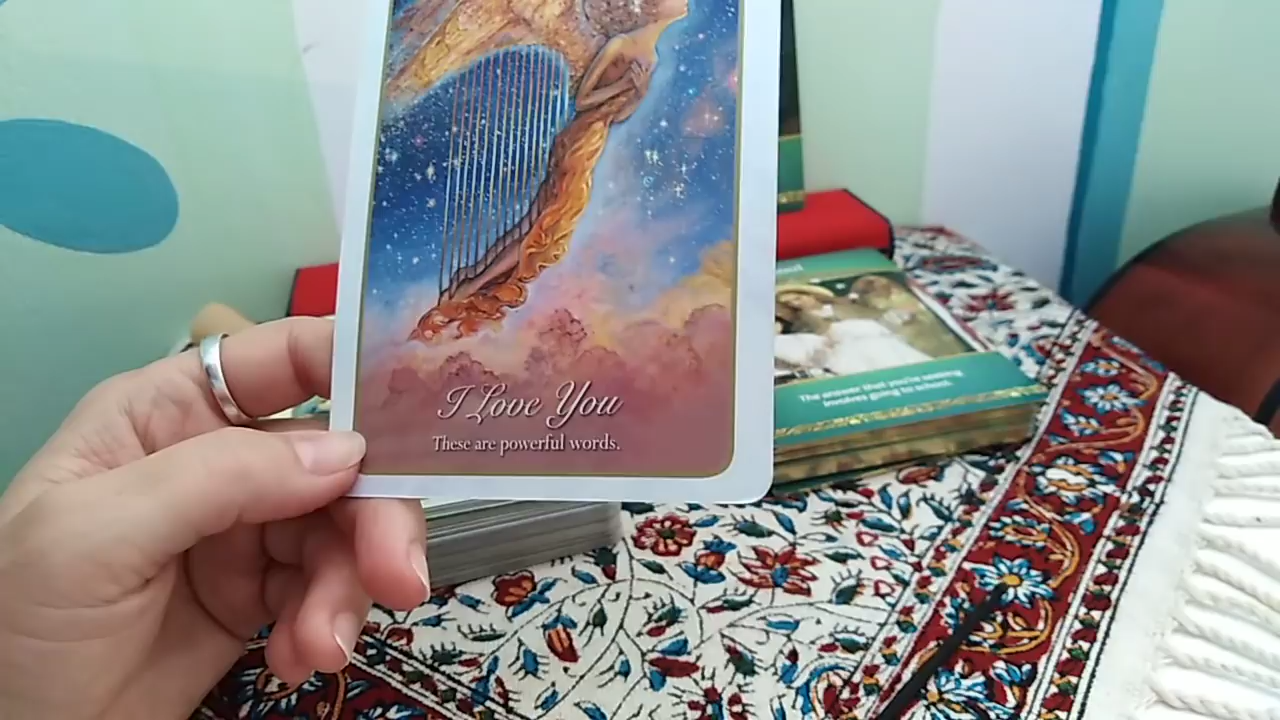 I Love You
These are powerful words.
The answer that you're seeking
involves going to school.